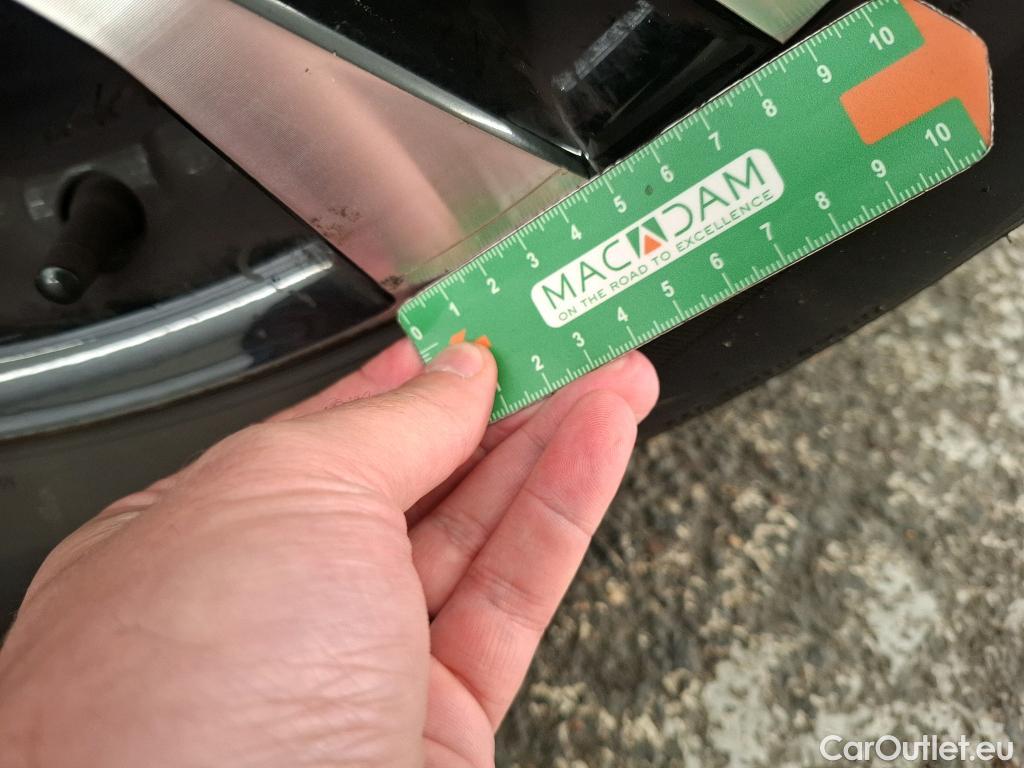 0 1 2 3 4 5 6 7 8 9 10
MACADAM
ON THE ROAD TO EXCELLENCE
1 2 3 4 5 6 7 8 9 10
CarOutlet.eu